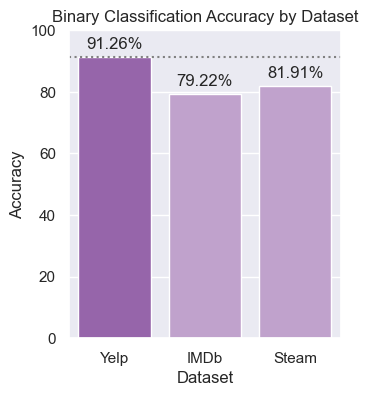 Binary Classification Accuracy by Dataset
100
91.26%
81.91%
79.22%
80
60
Accuracy
40
20
0
Yelp IMDb Steam
Dataset